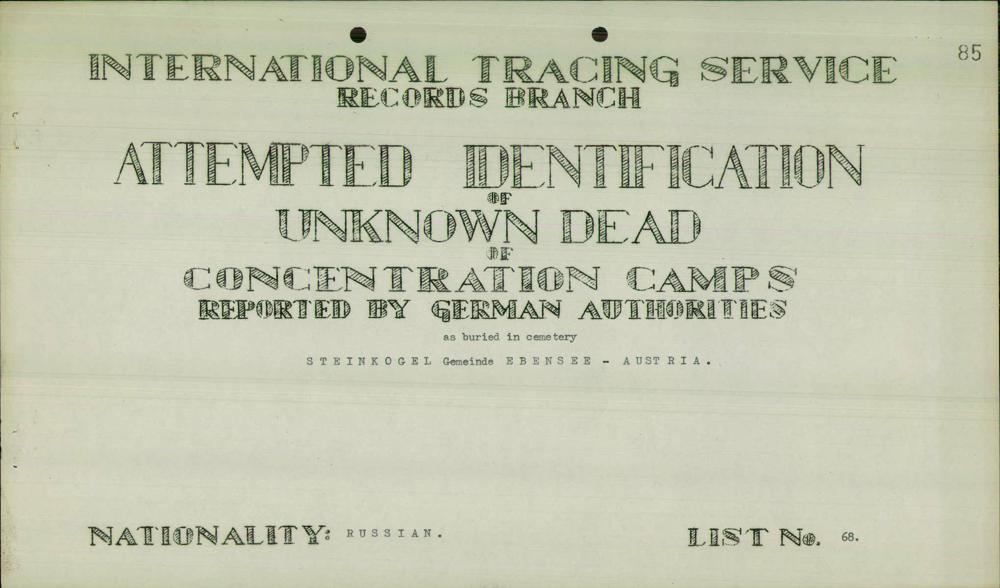 85
INTERNATIONAL TRACING SERVICE
RECORDS BRANCH
ATTEMPTED IDENTIFICATION
OF
UNKNOWN DEAD
OF
CONCENTRATION CAMPS
REPORTED BY GERMAN AUTHORITIES
as buried in cemetery
STEINKOGEL Gemeinde EBENSEE - AUSTRIA.
NATIONALITY: RUSSIAN. LIST No. 68.